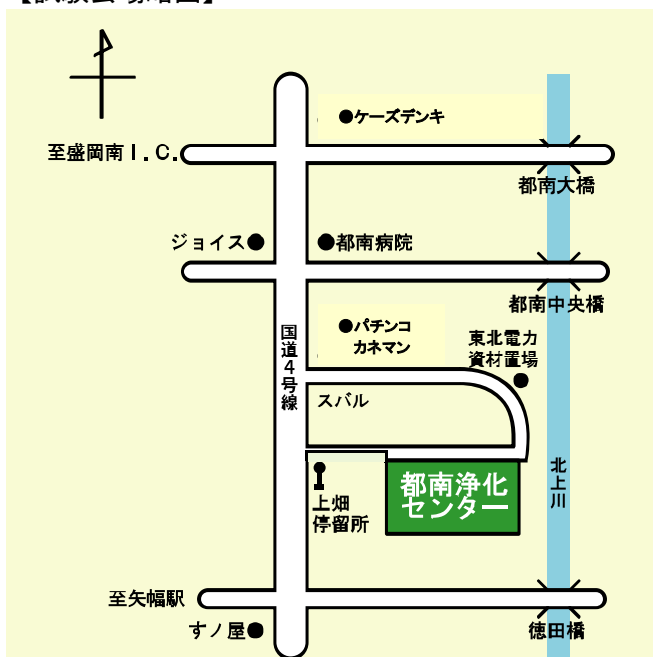 ●ケーズデンキ
至盛岡南I.C.
都南大橋
ジョイス●
●都南病院
都南中央橋
●パチンコ
カネマン
東北電力
資材置場
国道4号線
スバル
北上川
都南浄化
センター
上畑
停留所
至矢幅駅
すノ屋●
徳田橋